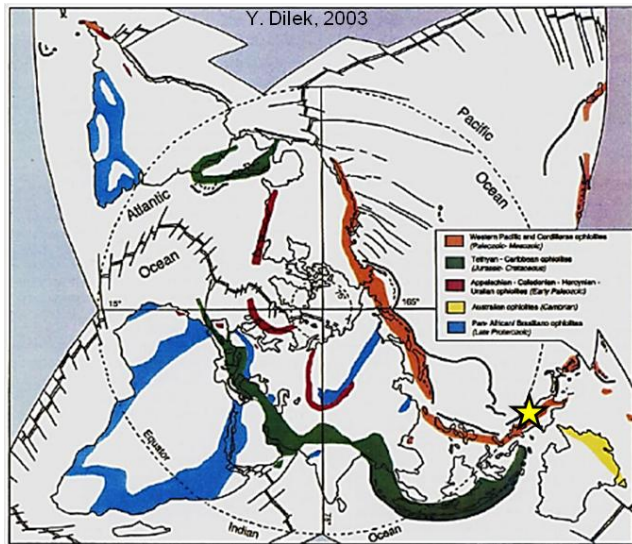 Y. Dilek, 2003
Pacific
Ocean
Atlantic
Ocean
Western Pacific and Cordilleran ophiolites
(Paleozoic- Mesozoic)
Tethyan - Caribbean ophiolites
(Jurassic- Cretaceous)
Appalachian - Caledonian - Hercynian -
Uralian ophiolites (Early Paleozoic)
Australian ophiolites (Cambrian)
Pan- African/ Brasiliano ophiolites
(Late Proterozoic)
15°
165°
Equator
Indian
Ocean